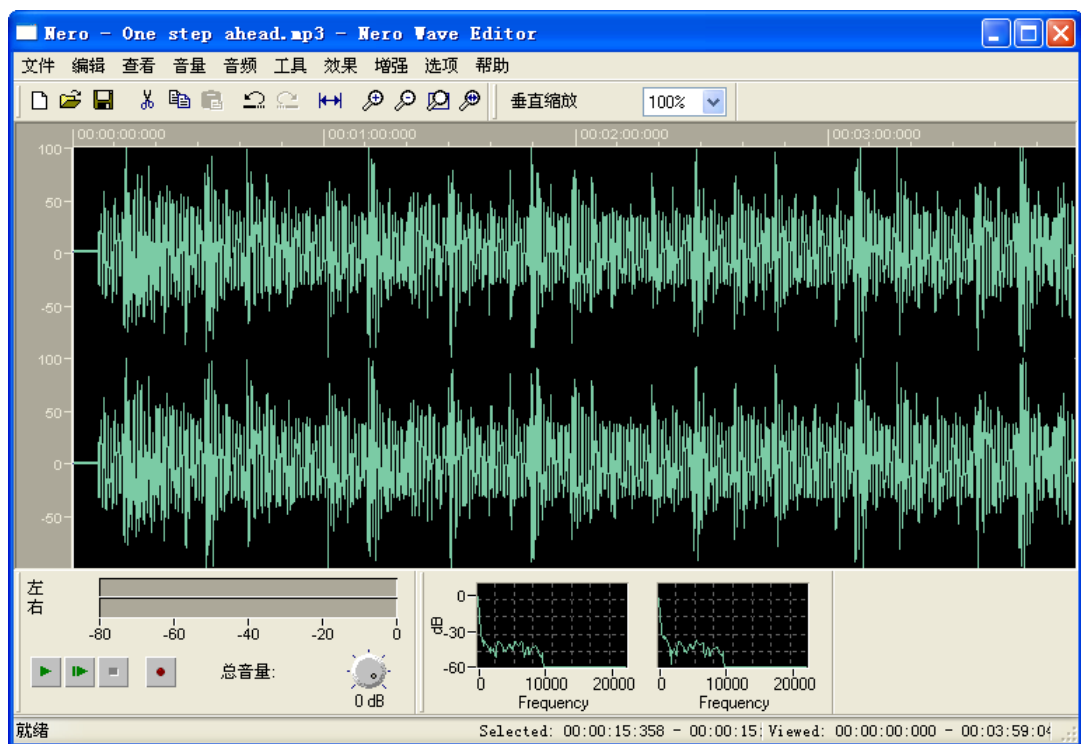 Nero - One step ahead.mp3 - Nero Wave Editor
文件 编辑 查看 音量 音频 工具 效果 增强 选项 帮助
垂直缩放 100%
00:00:00:000 00:01:00:000 00:02:00:000 00:03:00:000
100
50
0
-50
100
50
0
-50
左
右
-80 -60 -40 -20 0
总音量:
0 dB
0
dB
-30
-60
0 10000 20000
Frequency
0 10000 20000
Frequency
就绪
Selected: 00:00:15:358 - 00:00:15: Viewed: 00:00:00:000 - 00:03:59:04